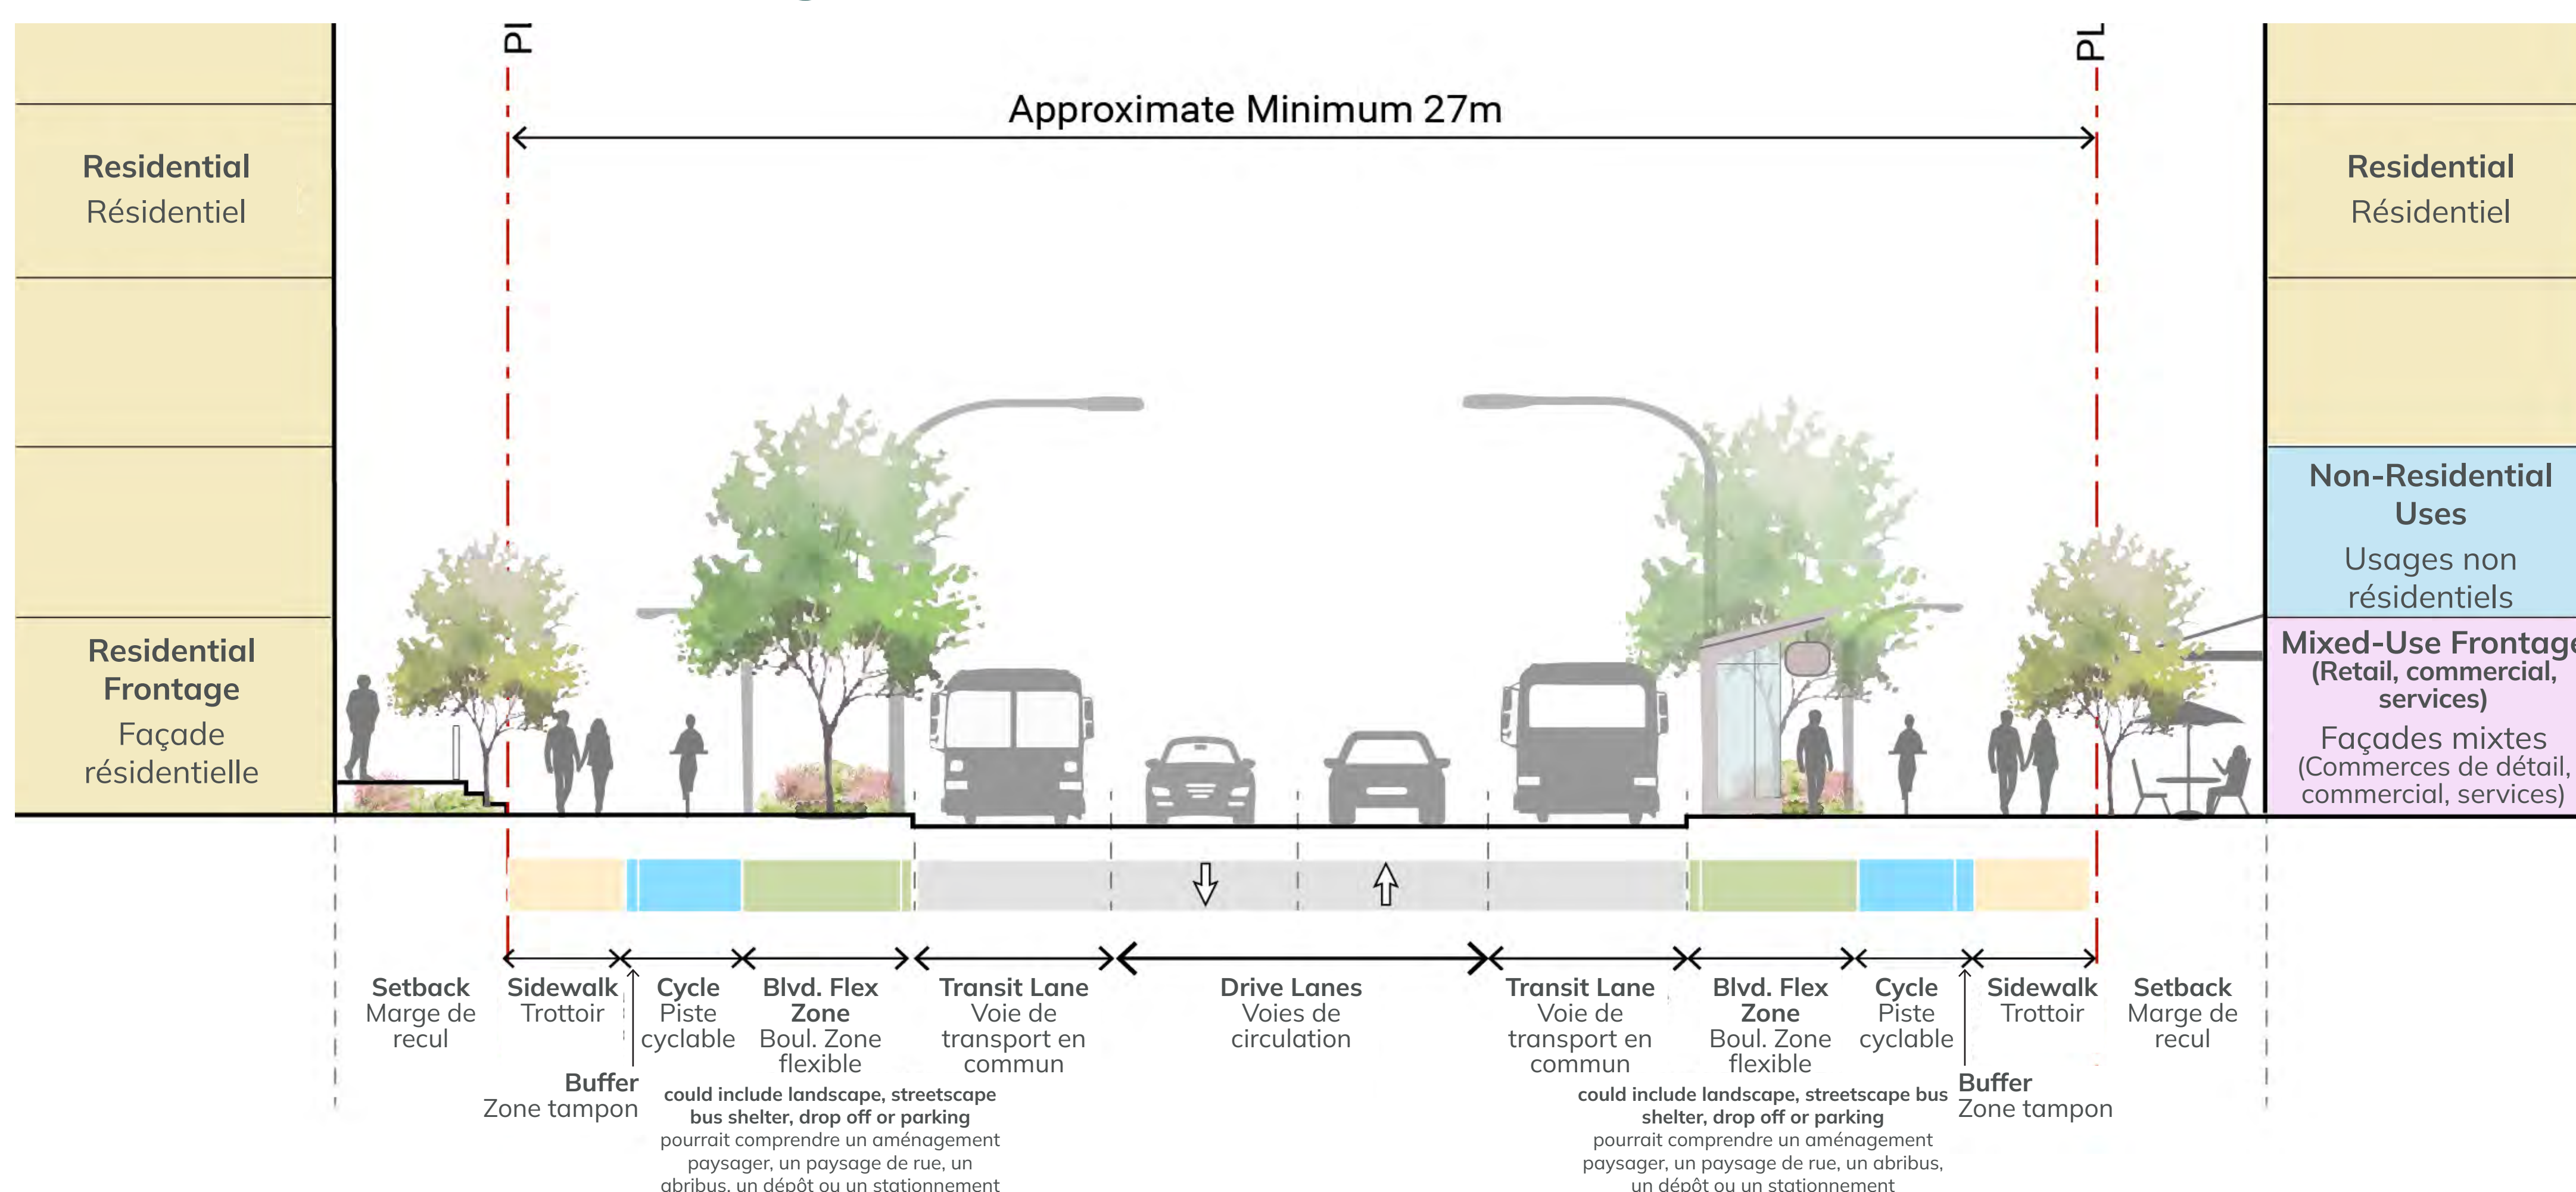 PL
PL
Approximate Minimum 27m
Residential
Résidentiel
Residential
Résidentiel
Non-Residential
Uses
Usages non
résidentiels
Residential
Frontage
Façade
résidentielle
Mixed-Use Frontage
(Retail, commercial,
services)
Façades mixtes
(Commerces de détail,
commercial, services)
Setback
Marge de
recul
Sidewalk
Trottoir
Buffer
Zone tampon
Cycle
Piste
cyclable
Blvd. Flex
Zone
Boul. Zone
flexible
could include landscape, streetscape
bus shelter, drop off or parking
pourrait comprendre un aménagement
paysager, un paysage de rue, un
abribus, un dépôt ou un stationnement
Transit Lane
Voie de
transport en
commun
Drive Lanes
Voies de
circulation
Transit Lane
Voie de
transport en
commun
Blvd. Flex
Zone
Boul. Zone
flexible
could include landscape, streetscape bus
shelter, drop off or parking
pourrait comprendre un aménagement
paysager, un paysage de rue, un abribus,
un dépôt ou un stationnement
Cycle
Piste
cyclable
Buffer
Zone tampon
Sidewalk
Trottoir
Setback
Marge de
recul